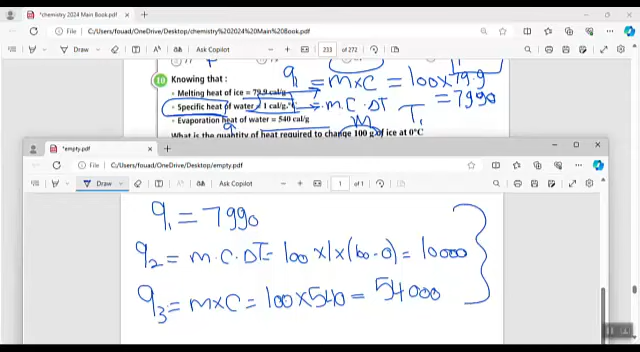 *chemistry 2024 Main Book.pdf
C:/Users/fouad/OneDrive/Desktop/chemistry%202024%20Main%20Book.pdf
Draw Ask Copilot 233 of 272
10 Knowing that :
- Melting heat of ice = 79.9 cal/g
q1 = m×C = 100×79.9
= 7990
- Specific heat of water = 1 cal/g.°C = m.C.DT T1
- Evaporation heat of water = 540 cal/g
m
q
What is the quantity of heat required to change 100 g of ice at 0°C
*empty.pdf
File C:/Users/fouad/OneDrive/Desktop/empty.pdf
Draw Ask Copilot 1 of 1
q1 = 7990
q2 = m.C.DT = 100×1×(100-0) = 10000
q3 = m×C = 100×540 = 54000